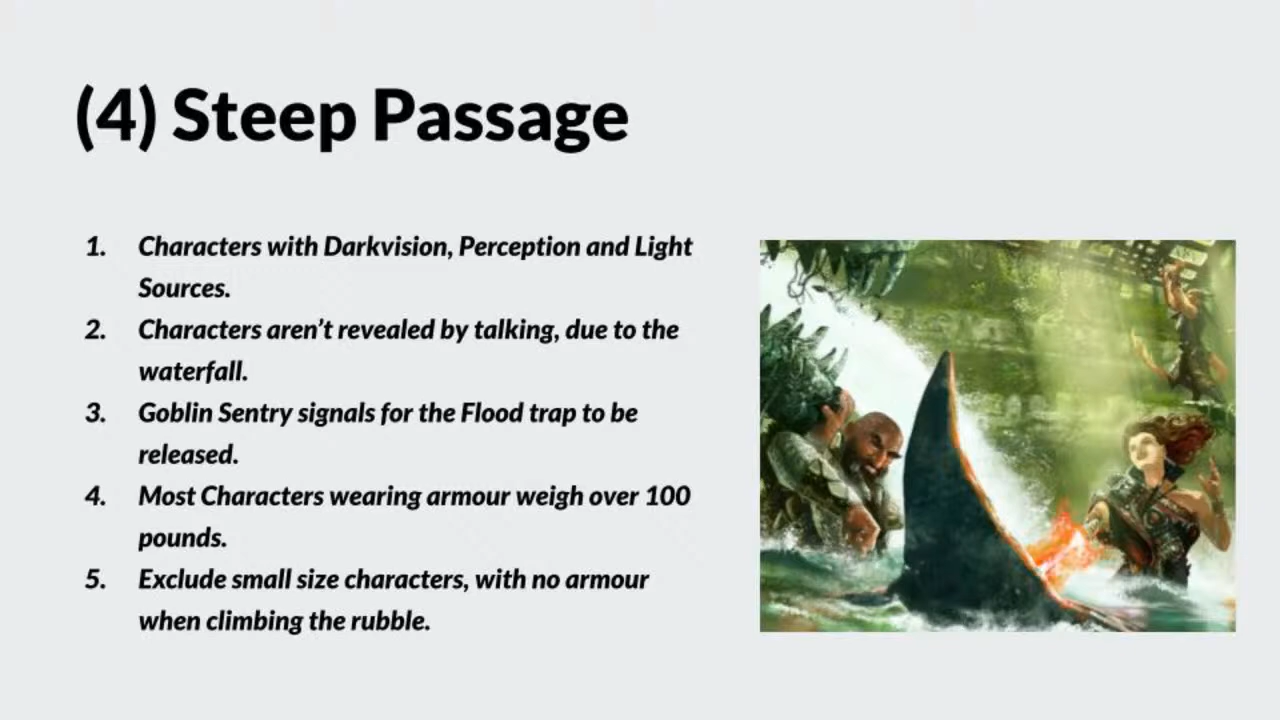 (4) Steep Passage
1. Characters with Darkvision, Perception and Light
Sources.
2. Characters aren’t revealed by talking, due to the
waterfall.
3. Goblin Sentry signals for the Flood trap to be
released.
4. Most Characters wearing armour weigh over 100
pounds.
5. Exclude small size characters, with no armour
when climbing the rubble.